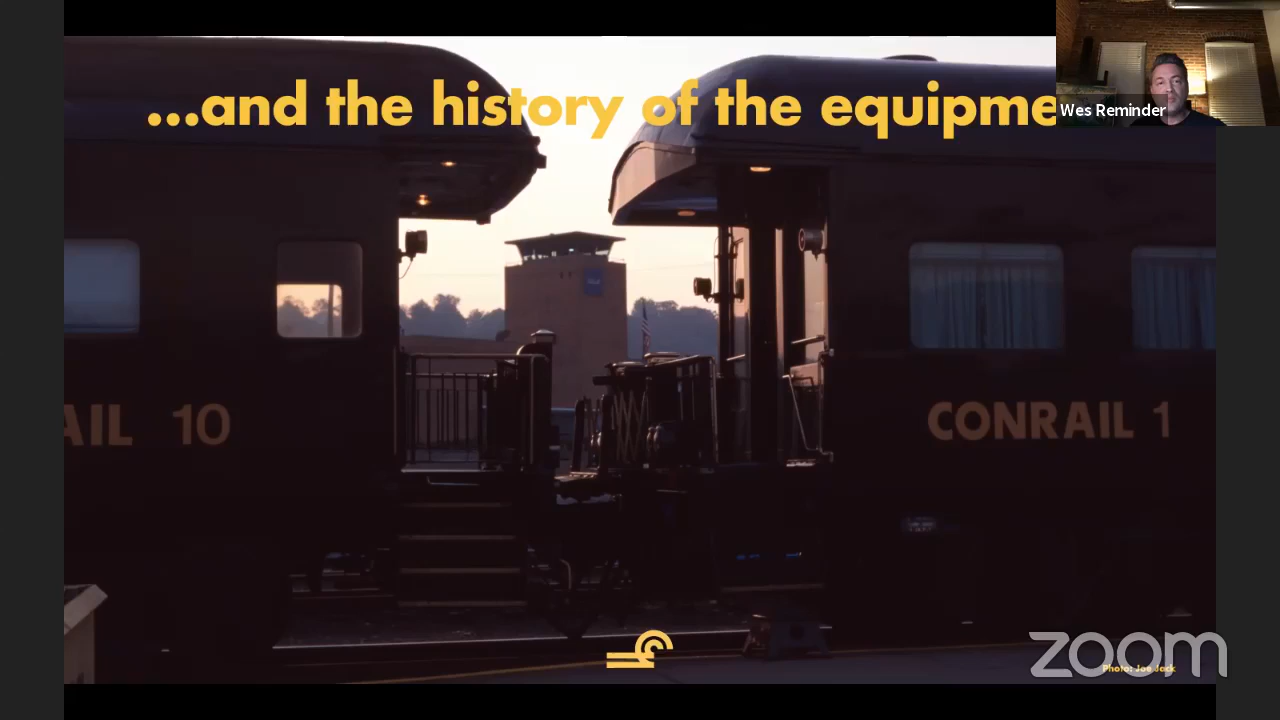 ...and the history of the equipme
Wes Reminder
AIL 10
CONRAIL 1
zoom
Photo: Joe Jack